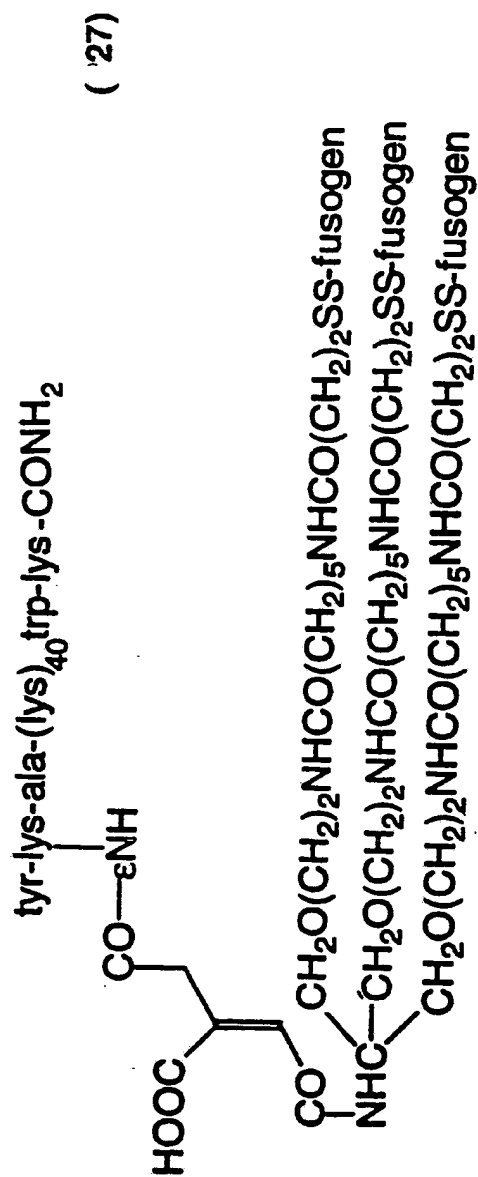 ( 27)
tyr-lys-ala-(lys)40trp-lys-CONH2
CO—εNH
HOOC
CO
NHC
CH2O(CH2)2NHCO(CH2)5NHCO(CH2)2SS-fusogen
CH2O(CH2)2NHCO(CH2)5NHCO(CH2)2SS-fusogen
CH2O(CH2)2NHCO(CH2)5NHCO(CH2)2SS-fusogen